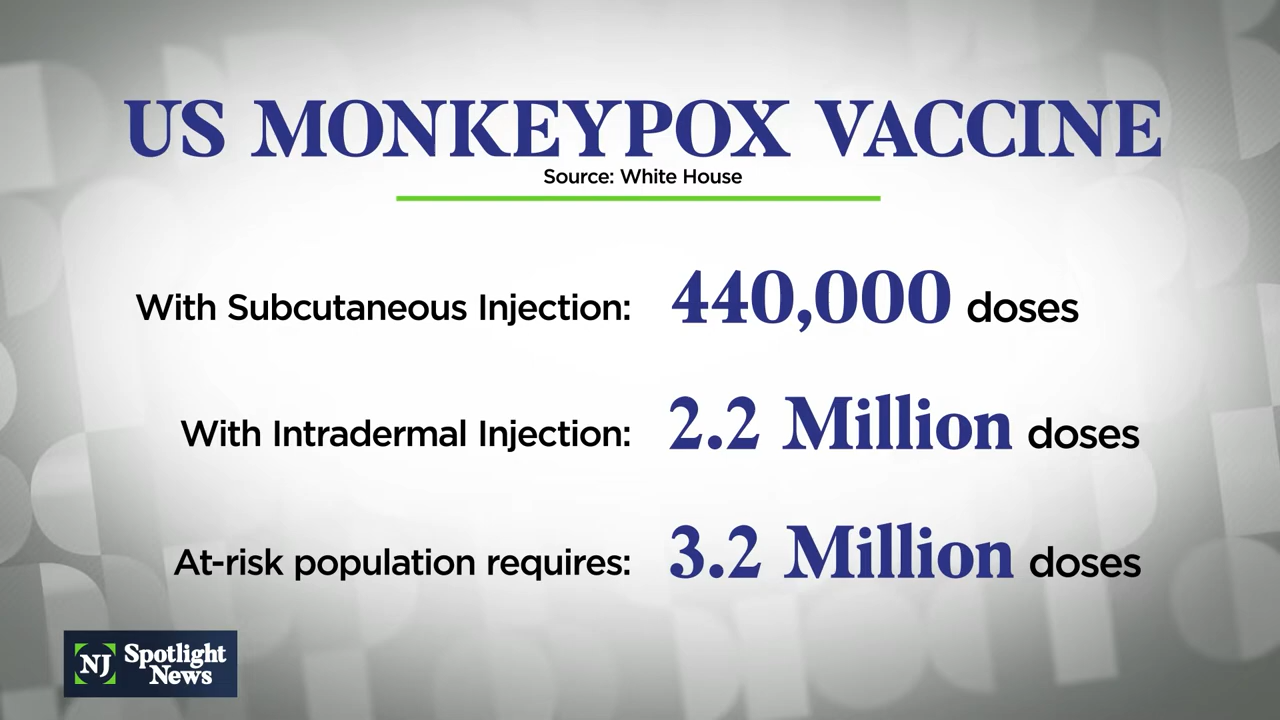 US MONKEYPOX VACCINE
Source: White House
With Subcutaneous Injection: 440,000 doses
With Intradermal Injection: 2.2 Million doses
At-risk population requires: 3.2 Million doses
NJ Spotlight
News